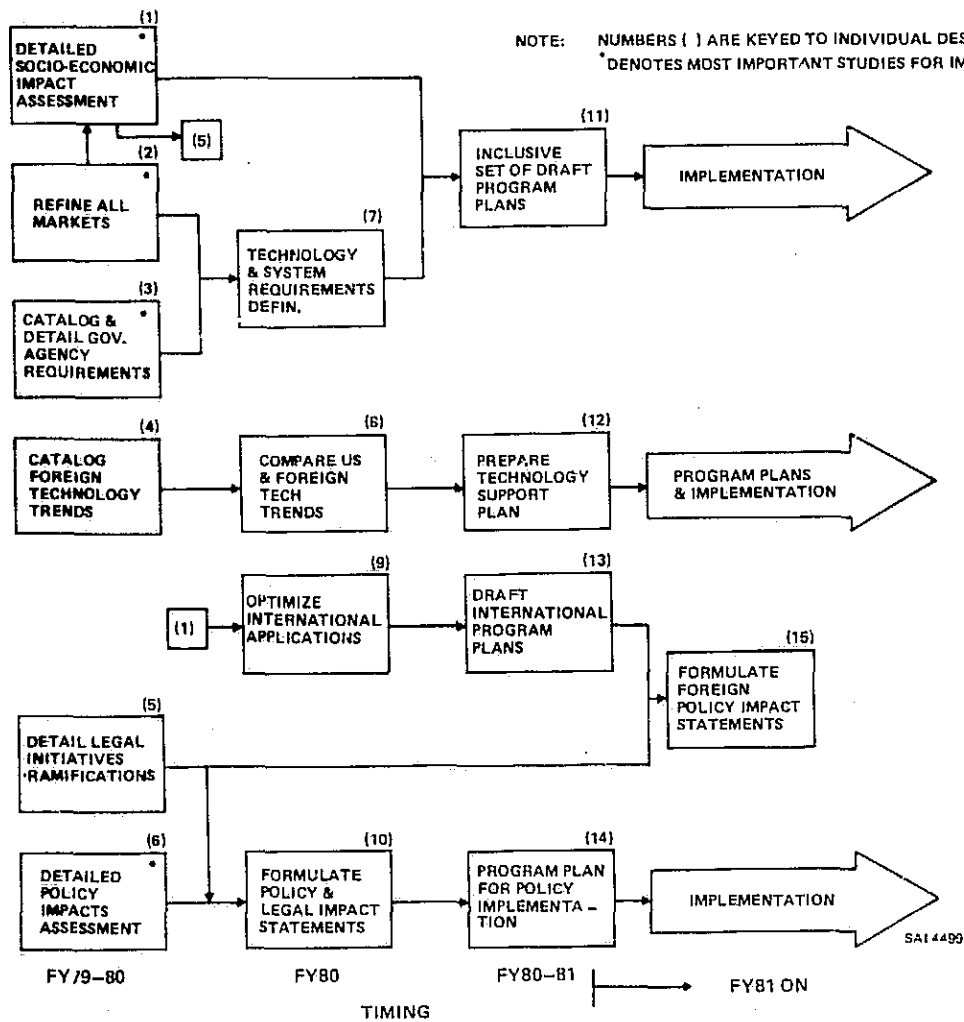 NOTE: NUMBERS ( ) ARE KEYED TO INDIVIDUAL DES
*DENOTES MOST IMPORTANT STUDIES FOR IM
(1)
DETAILED *
SOCIO-ECONOMIC
IMPACT
ASSESSMENT
(5)
(2)
*
REFINE ALL
MARKETS
(3)
CATALOG & *
DETAIL GOV.
AGENCY
REQUIREMENTS
(7)
TECHNOLOGY
& SYSTEM
REQUIREMENTS
DEFIN.
(11)
INCLUSIVE
SET OF DRAFT
PROGRAM
PLANS
IMPLEMENTATION
(4)
CATALOG
FOREIGN
TECHNOLOGY
TRENDS
(8)
COMPARE US
& FOREIGN
TECH
TRENDS
(12)
PREPARE
TECHNOLOGY
SUPPORT
PLAN
PROGRAM PLANS
& IMPLEMENTATION
(1)
(9)
OPTIMIZE
INTERNATIONAL
APPLICATIONS
(13)
DRAFT
INTERNATIONAL
PROGRAM
PLANS
(15)
FORMULATE
FOREIGN
POLICY IMPACT
STATEMENTS
(5)
DETAIL LEGAL
INITIATIVES
RAMIFICATIONS
(6)
*
DETAILED
POLICY
IMPACTS
ASSESSMENT
(10)
FORMULATE
POLICY &
LEGAL IMPACT
STATEMENTS
(14)
PROGRAM PLAN
FOR POLICY
IMPLEMENTA-
TION
IMPLEMENTATION
SAI 4499
FY79-80
FY80
FY80-81
FY81 ON
TIMING